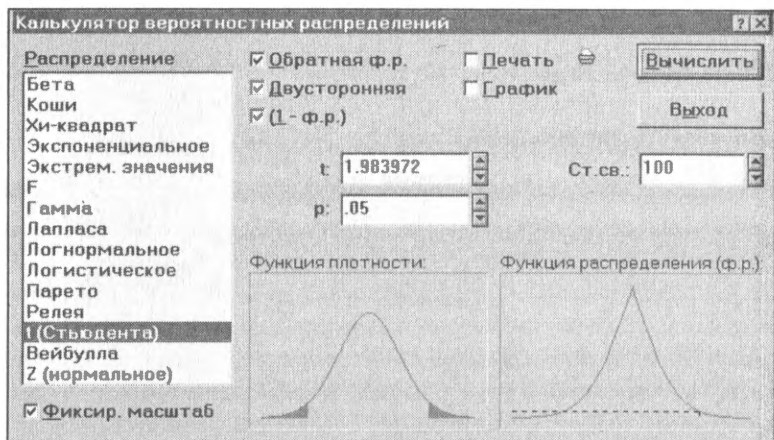 Калькулятор вероятностных распределений
Распределение
Бета
Коши
Хи-квадрат
Экспоненциальное
Экстрем. значения
F
Гамма
Лапласа
Логнормальное
Логистическое
Парето
Релея
t (Стьюдента)
Вейбулла
Z (нормальное)
Фиксир. масштаб
Обратная ф.р.
Двусторонняя
(1 - ф.р.)
Печать
График
Вычислить
Выход
t: 1.983972
Ст.св.: 100
p: .05
Функция плотности:
Функция распределения (ф.р.)